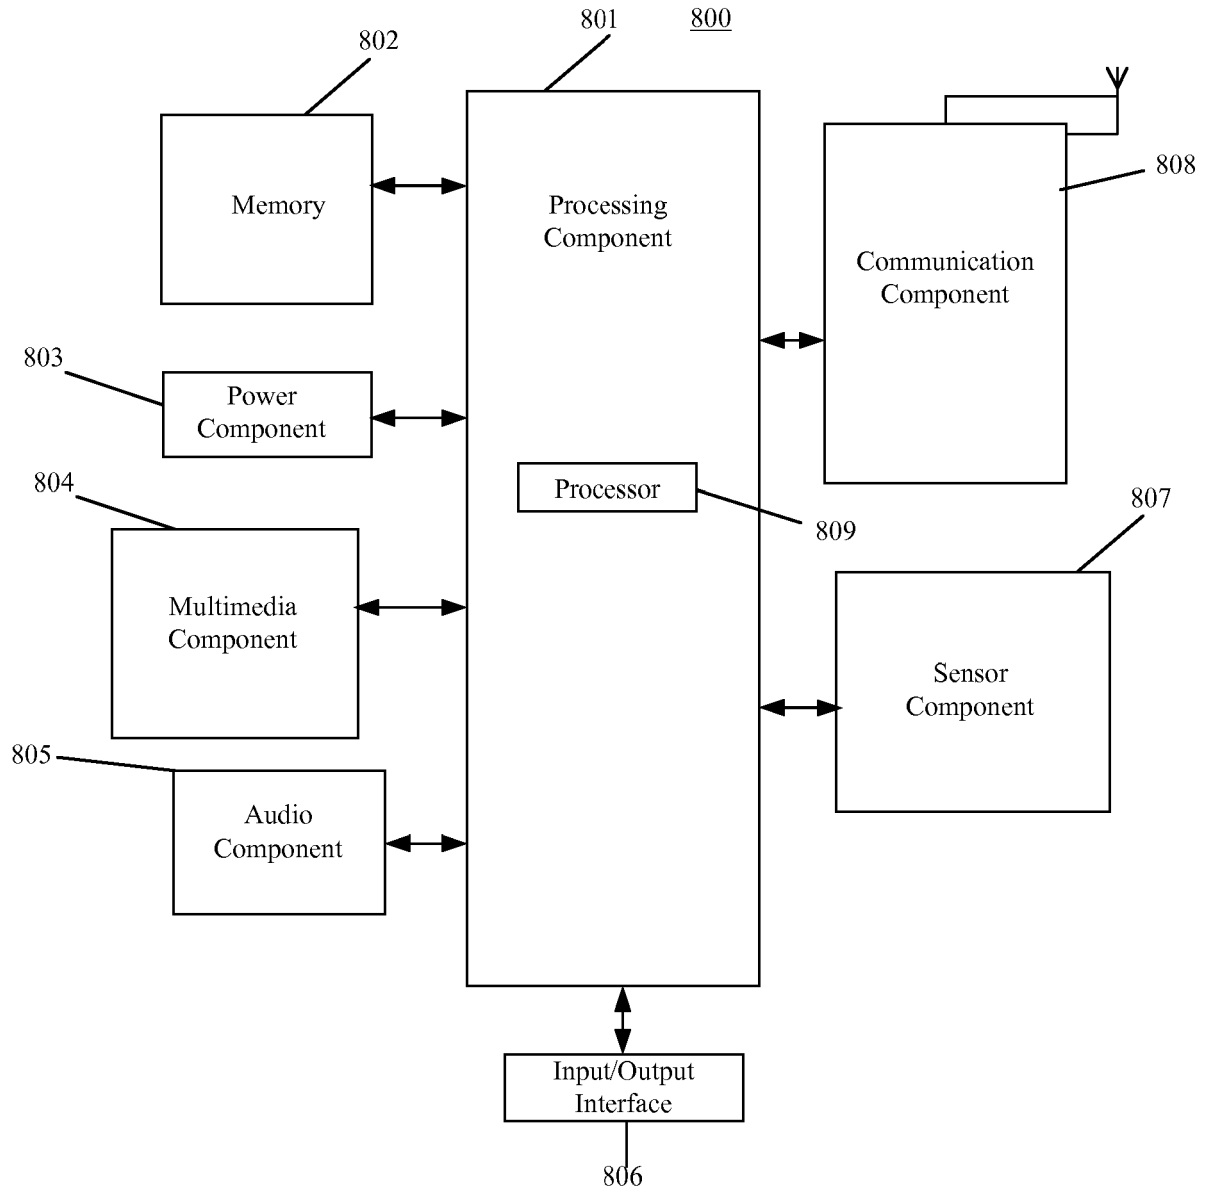 801
800
802
808
Memory
Processing
Component
Communication
Component
803
Power
Component
804
Processor
809
807
Multimedia
Component
Sensor
Component
805
Audio
Component
Input/Output
Interface
806